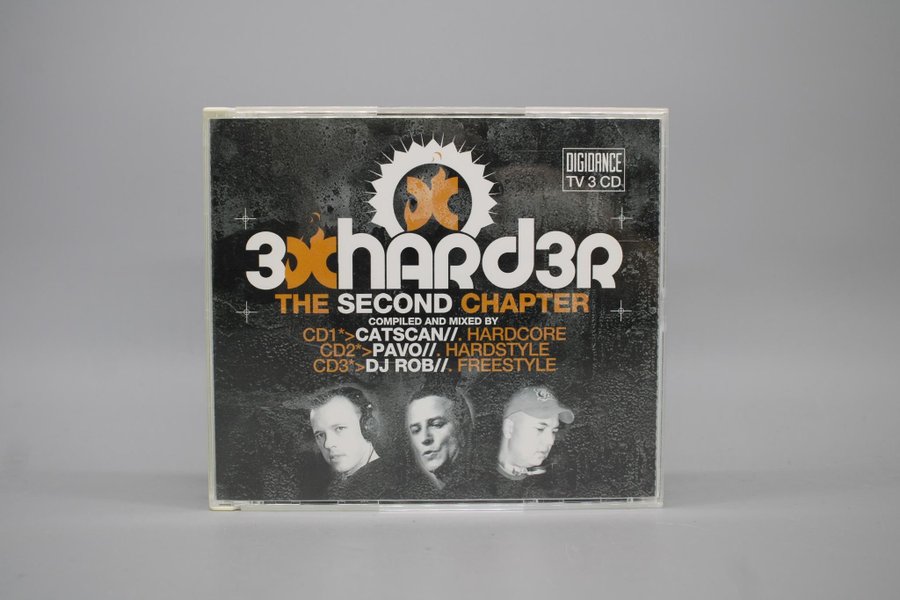 DIGIDANCE
TV 3 CD.
3xhARd3R
THE SECOND CHAPTER
COMPILED AND MIXED BY
CD1*>CATSCAN//. HARDCORE
CD2*>PAVO//. HARDSTYLE
CD3*>DJ ROB//. FREESTYLE